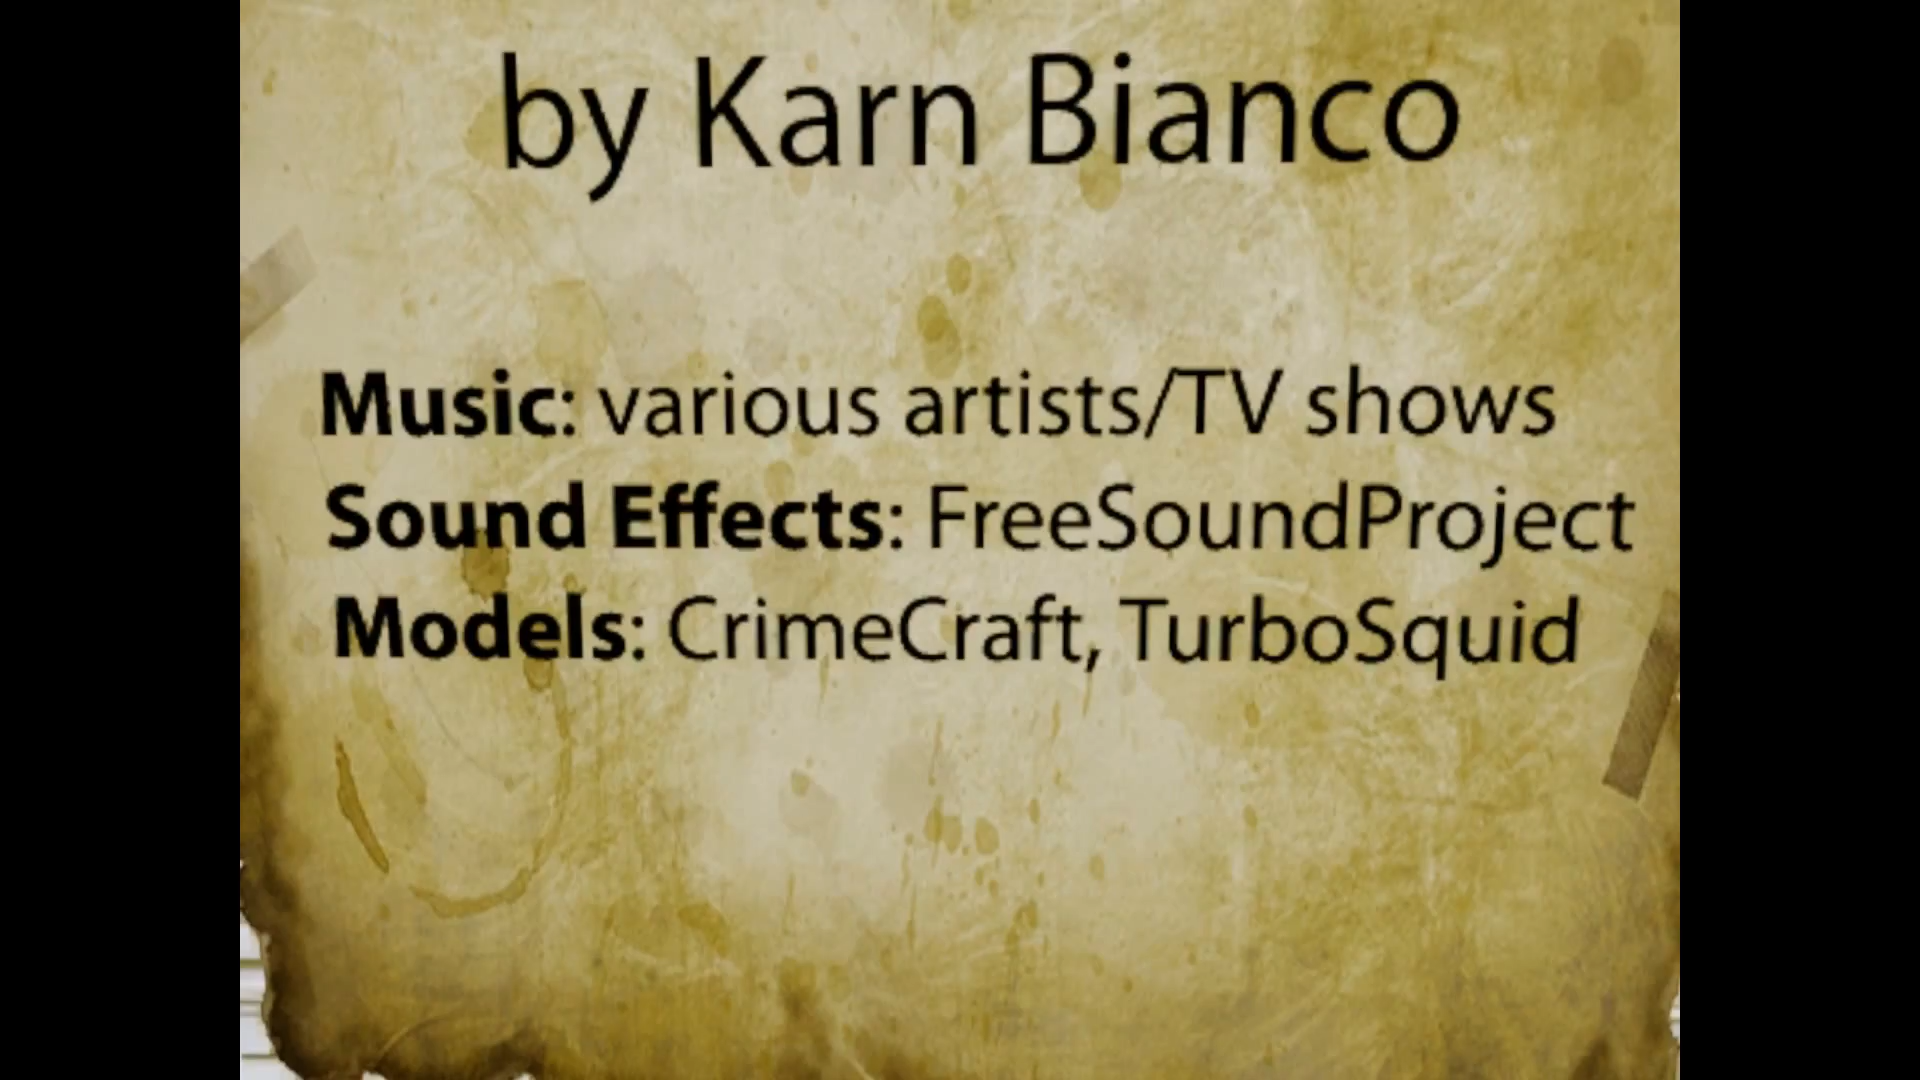 by Karn Bianco
Music: various artists/TV shows
Sound Effects: FreeSoundProject
Models: CrimeCraft, TurboSquid